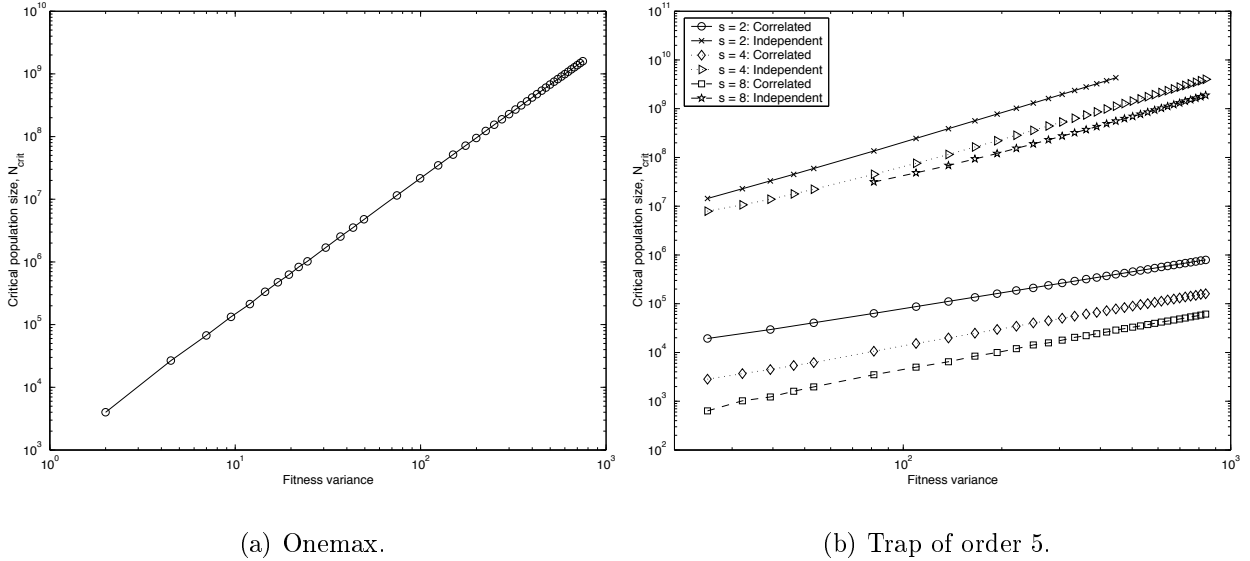 10^10
10^9
10^8
10^7
10^6
10^5
10^4
10^3
Critical population size, N_crit
10^0 10^1 10^2 10^3
Fitness variance
(a) Onemax.
10^11
10^10
10^9
10^8
10^7
10^6
10^5
10^4
10^3
10^2
Critical population size, N_crit
s = 2: Correlated
s = 2: Independent
s = 4: Correlated
s = 4: Independent
s = 8: Correlated
s = 8: Independent
10^2 10^3
Fitness variance
(b) Trap of order 5.